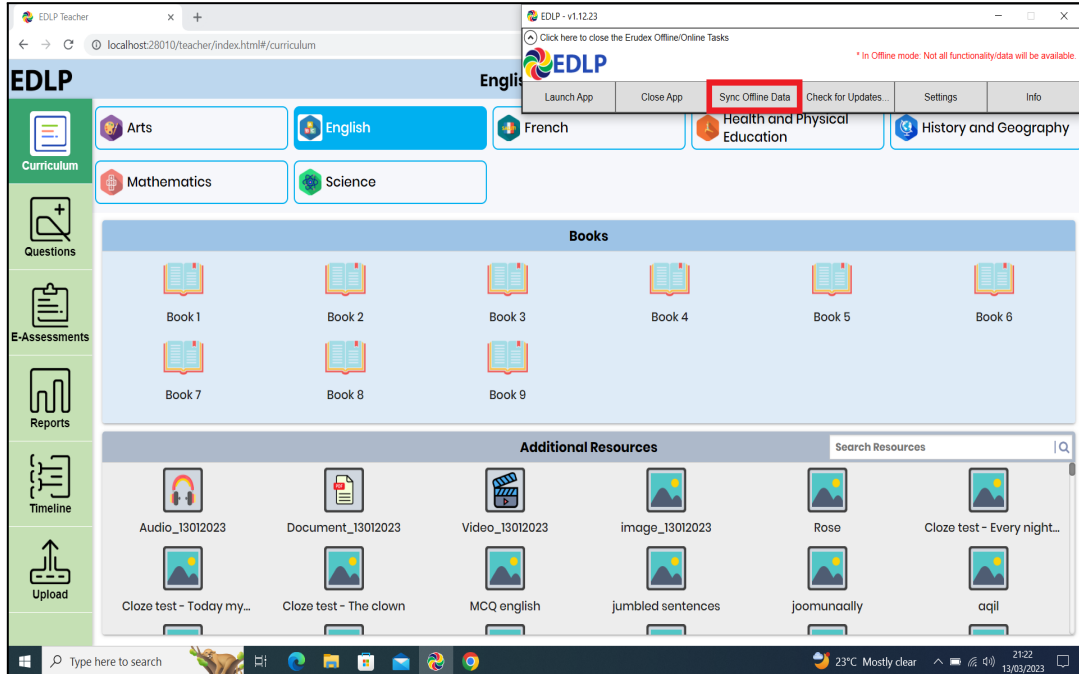 EDLP Teacher
localhost:28010/teacher/index.html#/curriculum
EDLP - v1.12.23
Click here to close the Erudex Offline/Online Tasks
EDLP
* In Offline mode: Not all functionality/data will be available.
Launch App
Close App
Sync Offline Data
Check for Updates...
Settings
Info
EDLP
Curriculum
Questions
E-Assessments
Reports
Timeline
Upload
Arts
English
French
Health and Physical
Education
History and Geography
Mathematics
Science
Books
Book 1
Book 2
Book 3
Book 4
Book 5
Book 6
Book 7
Book 8
Book 9
Additional Resources
Search Resources
PDF
Audio_13012023
Document_13012023
Video_13012023
image_13012023
Rose
Cloze test - Every night...
Cloze test - Today my...
Cloze test - The clown
MCQ english
jumbled sentences
joomunaally
aqil
Type here to search
23°C Mostly clear
21:22
13/03/2023